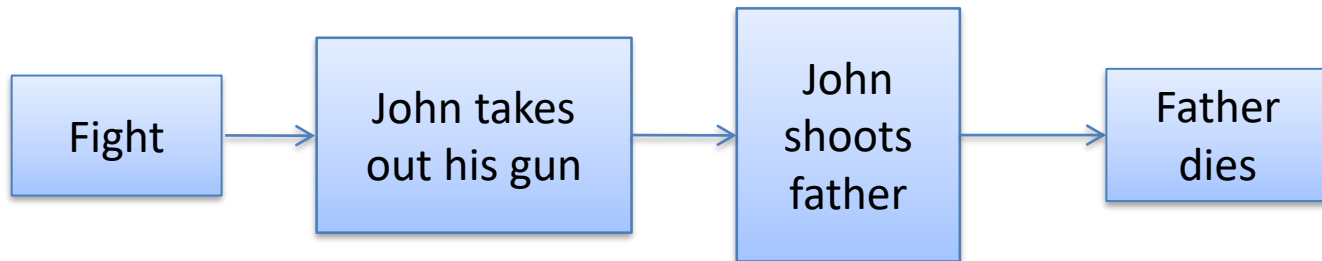 Fight
John takes
out his gun
John
shoots
father
Father
dies